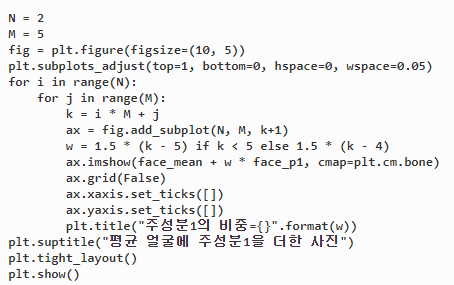 N = 2
M = 5
fig = plt.figure(figsize=(10, 5))
plt.subplots_adjust(top=1, bottom=0, hspace=0, wspace=0.05)
for i in range(N):
    for j in range(M):
        k = i * M + j
        ax = fig.add_subplot(N, M, k+1)
        w = 1.5 * (k - 5) if k < 5 else 1.5 * (k - 4)
        ax.imshow(face_mean + w * face_p1, cmap=plt.cm.bone)
        ax.grid(False)
        ax.xaxis.set_ticks([])
        ax.yaxis.set_ticks([])
        plt.title("주성분1의 비중={}".format(w))
plt.suptitle("평균 얼굴에 주성분1을 더한 사진")
plt.tight_layout()
plt.show()